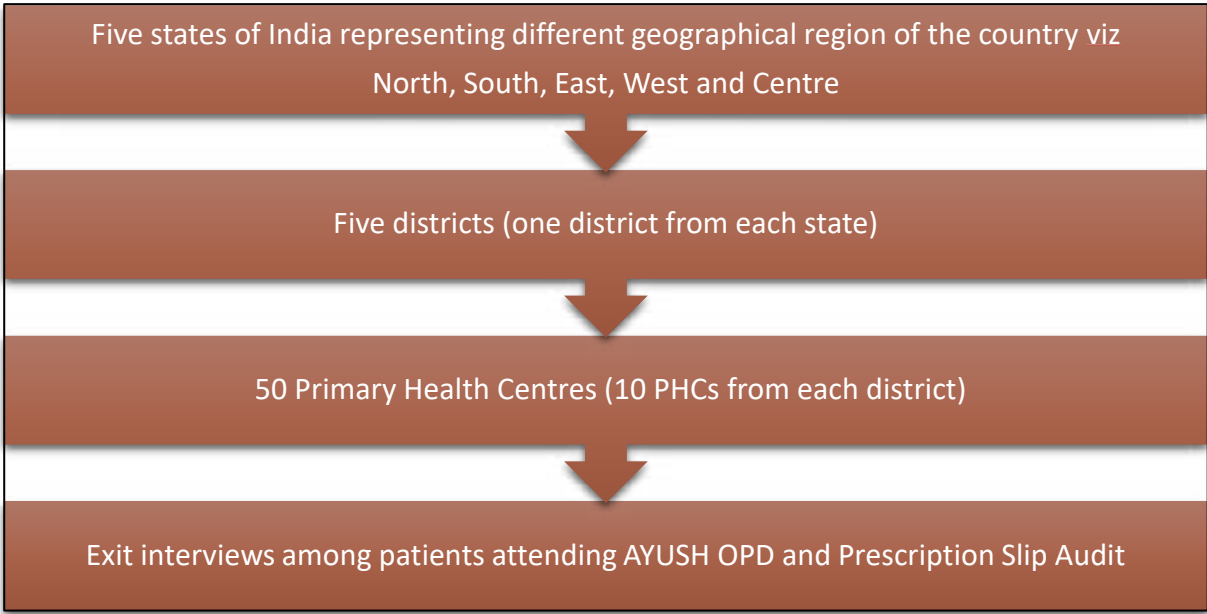 Five states of India representing different geographical region of the country viz
North, South, East, West and Centre
Five districts (one district from each state)
50 Primary Health Centres (10 PHCs from each district)
Exit interviews among patients attending AYUSH OPD and Prescription Slip Audit